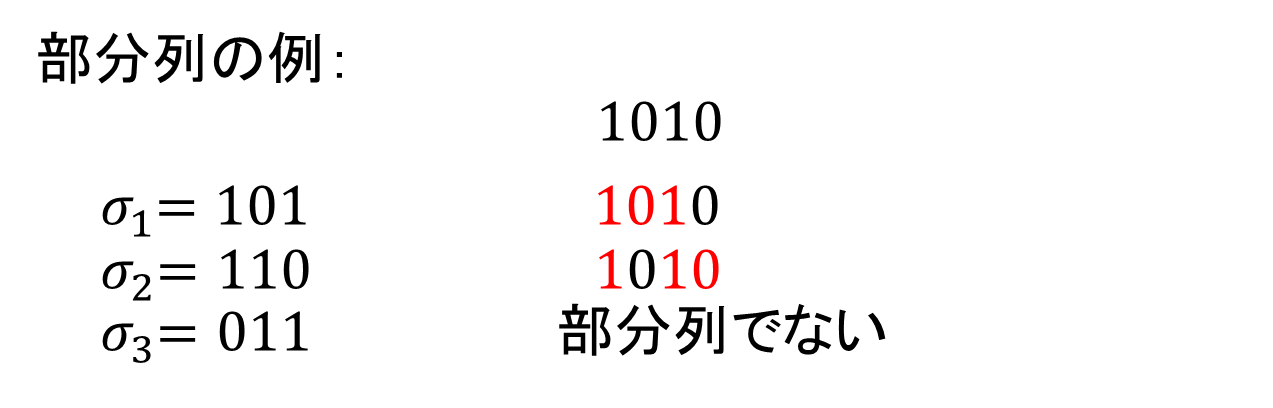 部分列の例：
1010
σ₁= 101 1010
σ₂= 110 1010
σ₃= 011 部分列でない